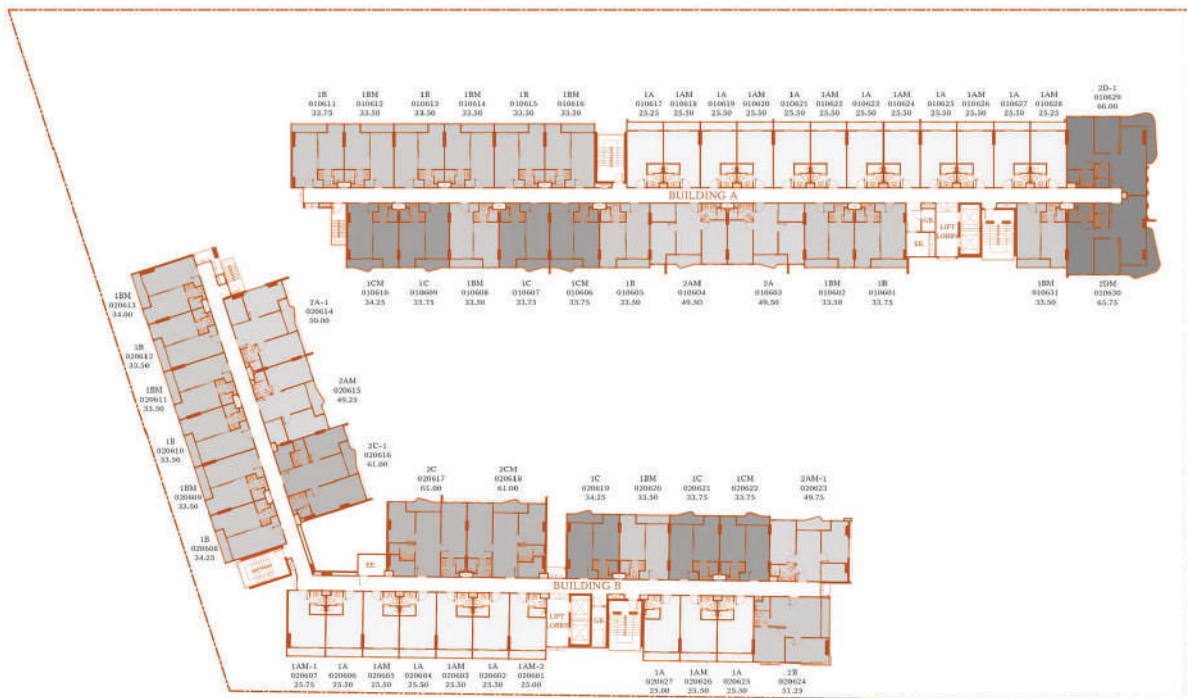 1B
010611
33.75
1BM
010612
33.50
1B
010613
33.50
1BM
010614
33.50
1B
010615
33.50
1BM
010616
33.50
1A
010617
25.25
1AM
010618
25.50
1A
010619
25.50
1AM
010620
25.50
1A
010621
25.50
1AM
010622
25.50
1A
010623
25.50
1AM
010624
25.50
1A
010625
25.50
1AM
010626
25.50
1A
010627
25.50
1AM
010628
25.25
2D-1
010629
66.00
BUILDING A
GB.
EE.
LIFT
LOBBY
1CM
010610
34.25
1C
010609
33.75
1BM
010608
33.50
1C
010607
33.75
1CM
010606
33.75
1B
010605
33.50
2AM
010604
49.50
2A
010603
49.50
1BM
010602
33.50
1B
010601
33.75
1BM
010631
33.50
2DM
010630
65.75
1BM
020613
34.00
2A-1
020614
50.00
1B
020612
33.50
2AM
020615
49.25
1BM
020611
33.50
1B
020610
33.50
2C-1
020616
61.00
1BM
020609
33.50
1B
020608
34.25
2C
020617
61.00
2CM
020618
61.00
1C
020619
34.25
1BM
020620
33.50
1C
020621
33.75
1CM
020622
33.75
2AM-1
020623
49.75
EE.
BUILDING B
LIFT
LOBBY
GB.
1AM-1
020607
25.75
1A
020606
25.50
1AM
020605
25.50
1A
020604
25.50
1AM
020603
25.50
1A
020602
25.50
1AM-2
020601
25.00
1A
020627
25.00
1AM
020626
25.50
1A
020625
25.50
2B
020624
51.25